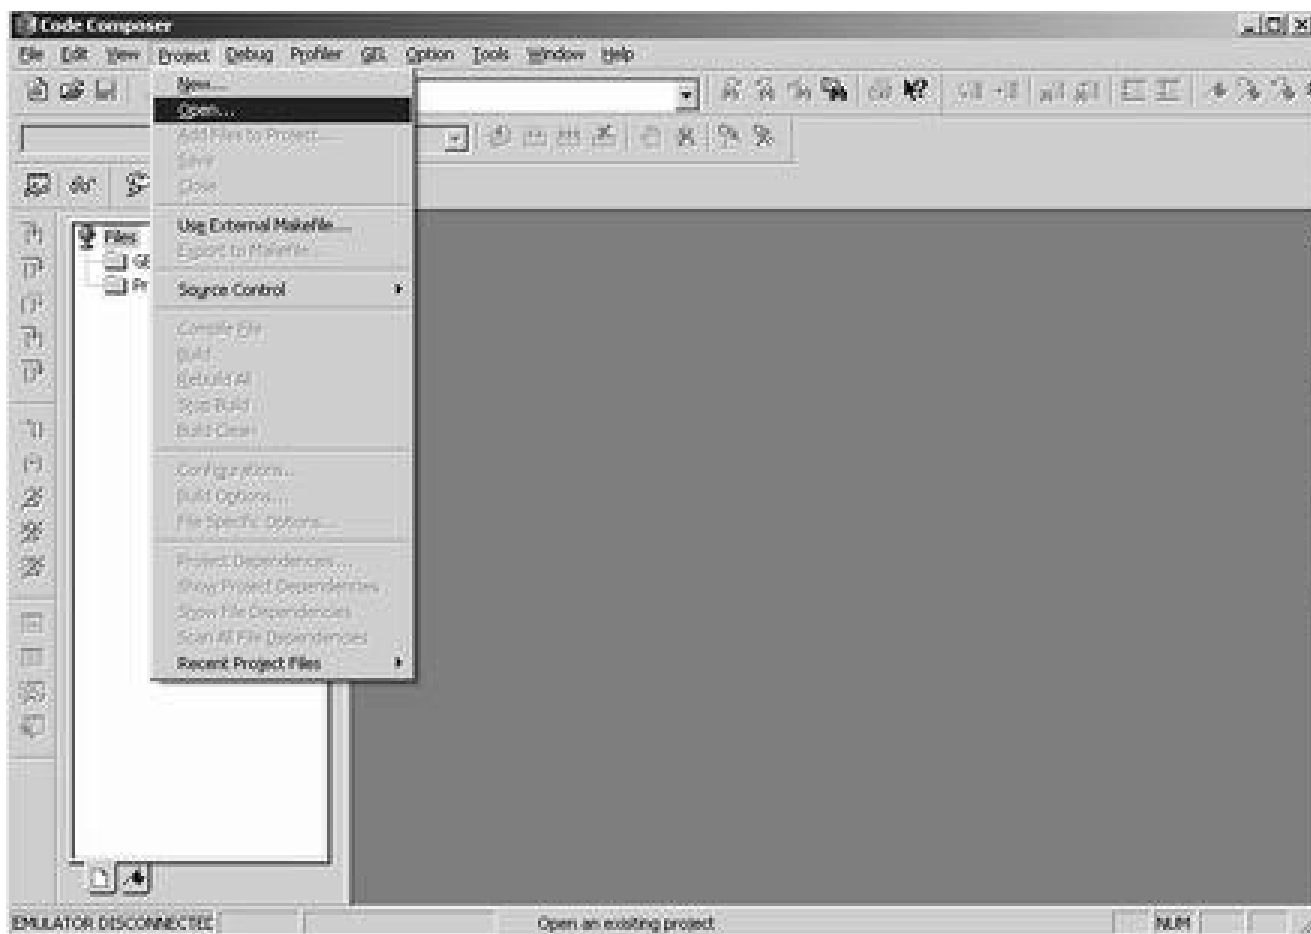 Code Composer
File Edit View Project Debug Profiler GEL Option Tools Window Help
New...
Open...
Add Files to Project...
Save
Close
Use External Makefile...
Export to Makefile...
Source Control
Compile File
Build
Rebuild All
Stop Build
Build Clean
Configurations...
Build Options...
File Specific Options...
Project Dependencies...
Show Project Dependencies
Show File Dependencies
Scan All File Dependencies
Recent Project Files
Files
EMULATOR DISCONNECTED
Open an existing project
NUM